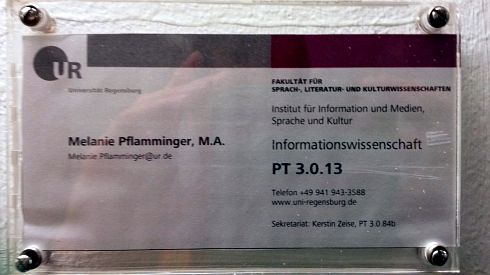 UR
Universität Regensburg
FAKULTÄT FÜR
SPRACH-, LITERATUR- UND KULTURWISSENSCHAFTEN
Institut für Information und Medien,
Sprache und Kultur
Melanie Pflamminger, M.A.
Melanie Pflamminger@ur.de
Informationswissenschaft
PT 3.0.13
Telefon +49 941 943-3588
www.uni-regensburg.de
Sekretariat: Kerstin Zeise, PT 3.0.84b